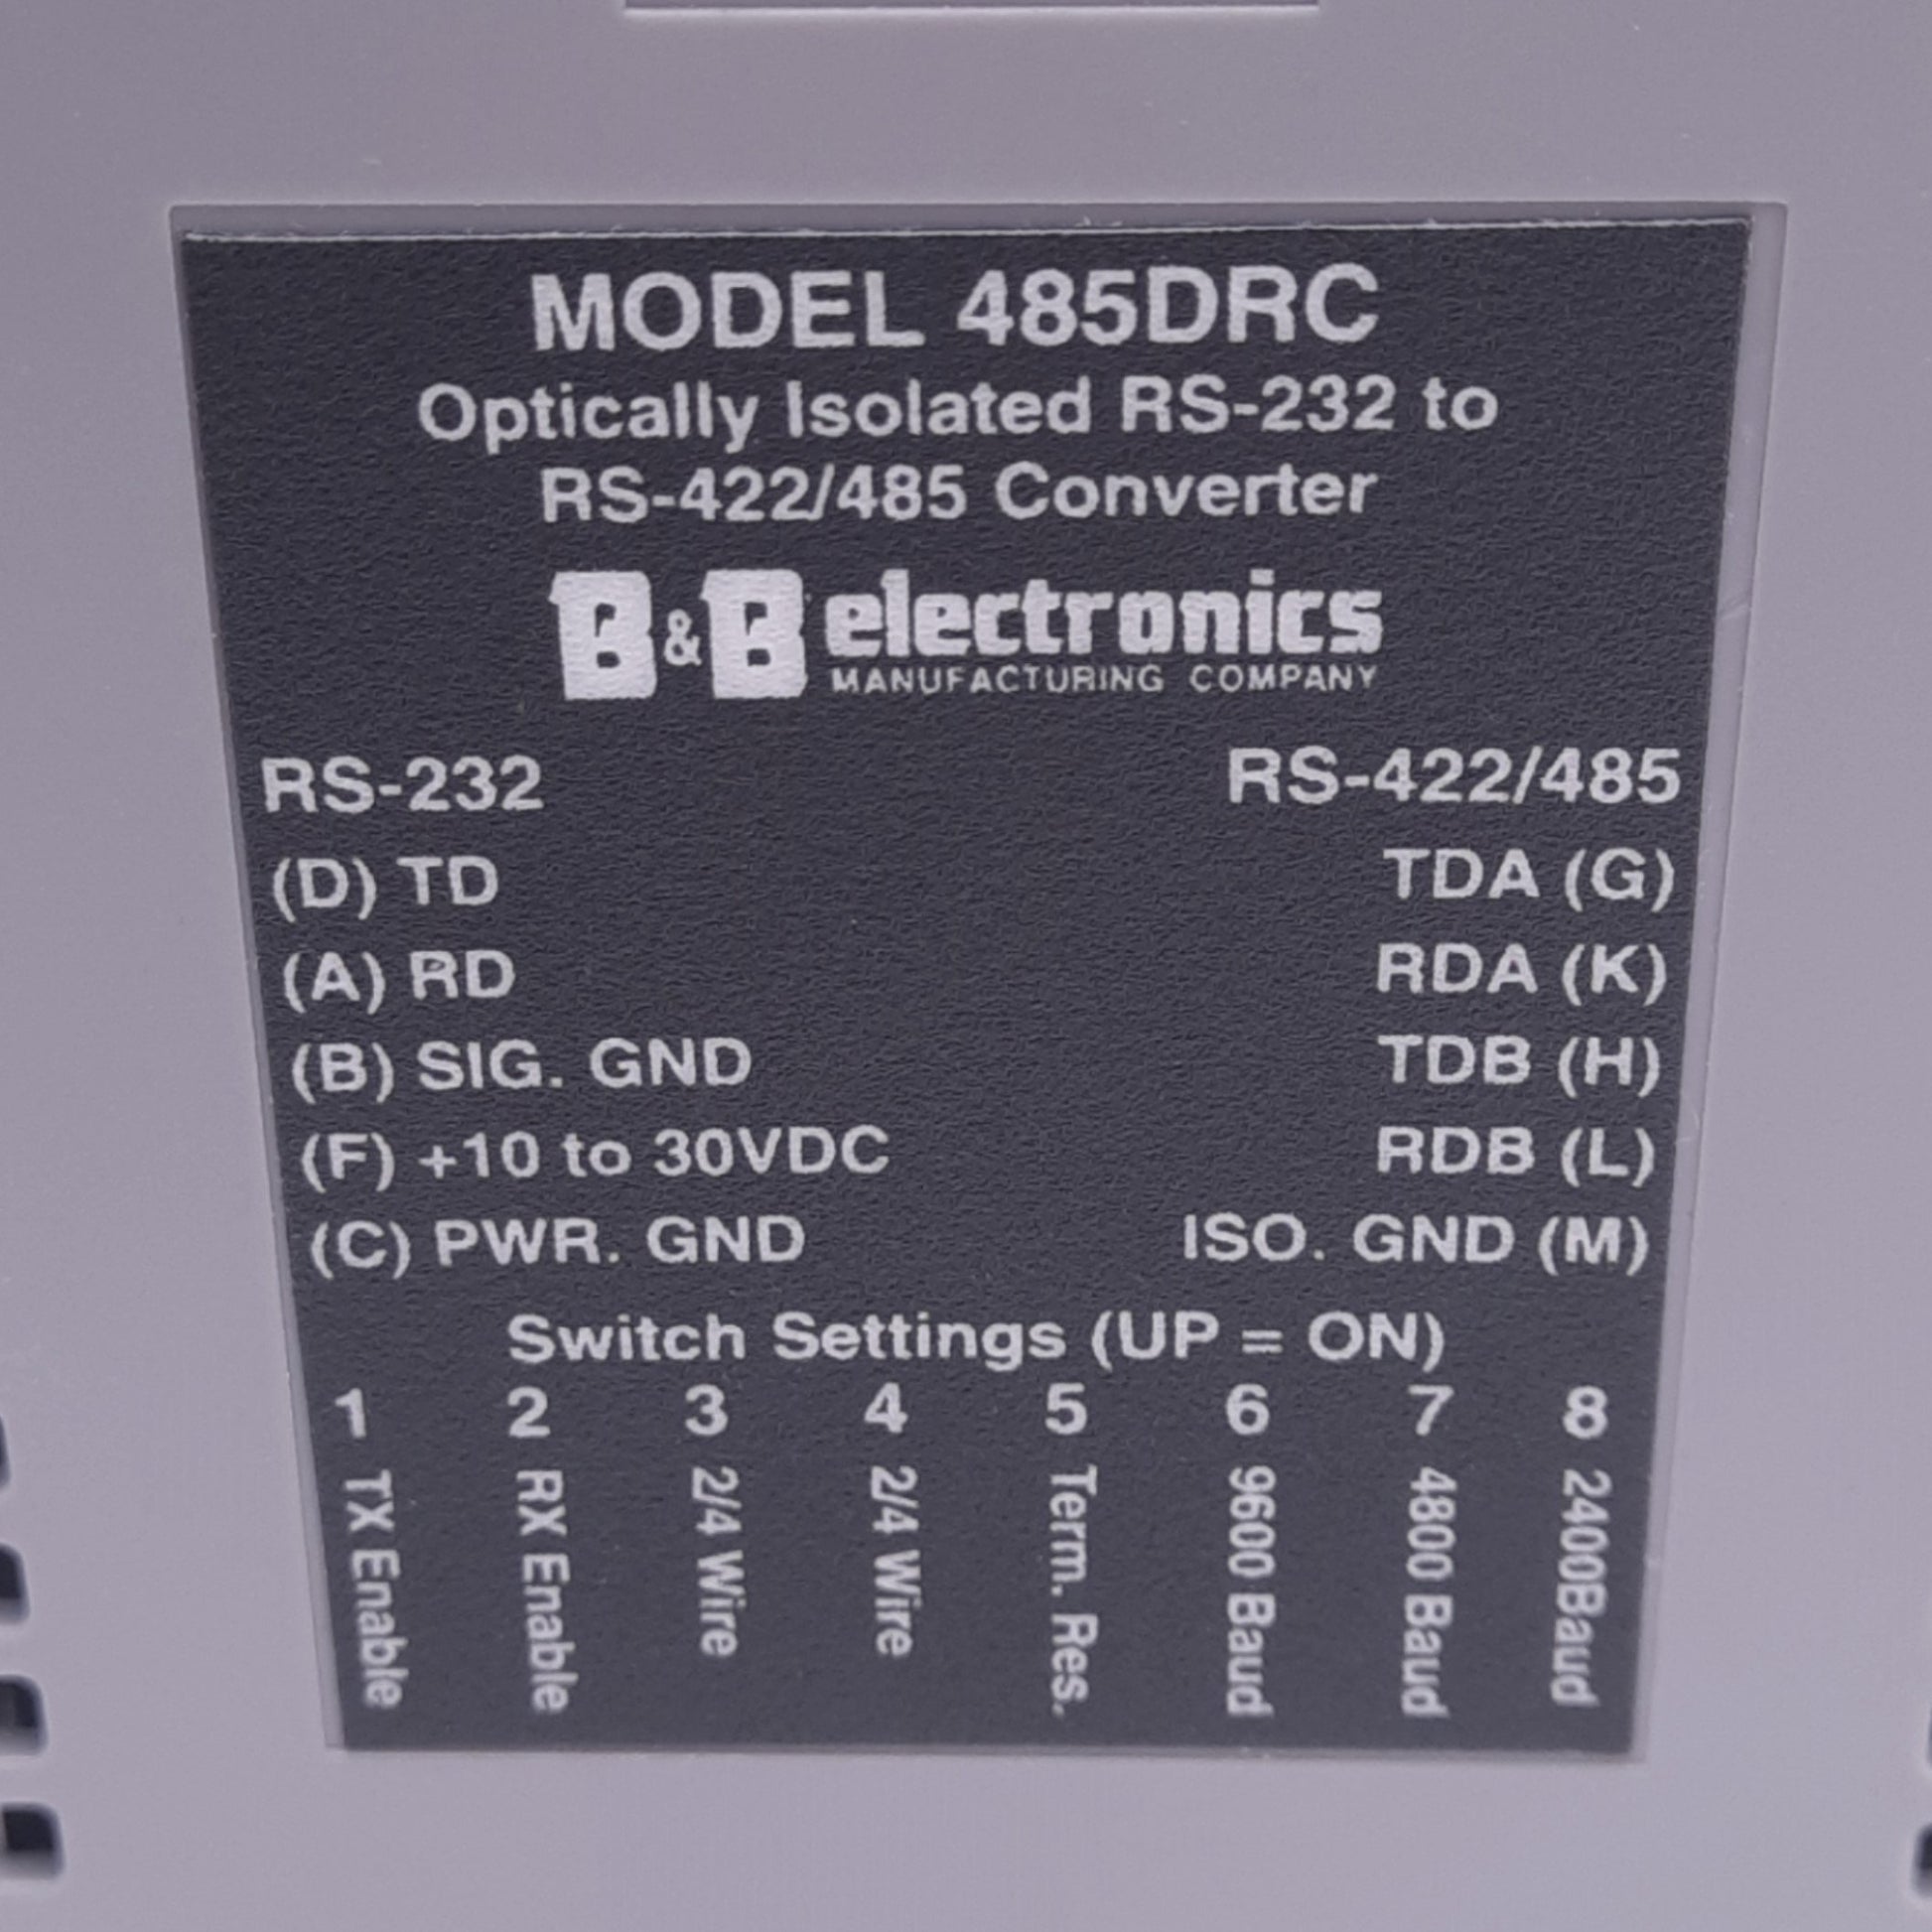 MODEL 485DRC
Optically Isolated RS-232 to
RS-422/485 Converter
B&B electronics
MANUFACTURING COMPANY
RS-232 RS-422/485
(D) TD TDA (G)
(A) RD RDA (K)
(B) SIG. GND TDB (H)
(F) +10 to 30VDC RDB (L)
(C) PWR. GND ISO. GND (M)
Switch Settings (UP = ON)
1 TX Enable
2 RX Enable
3 2/4 Wire
4 2/4 Wire
5 Term. Res.
6 9600 Baud
7 4800 Baud
8 2400Baud